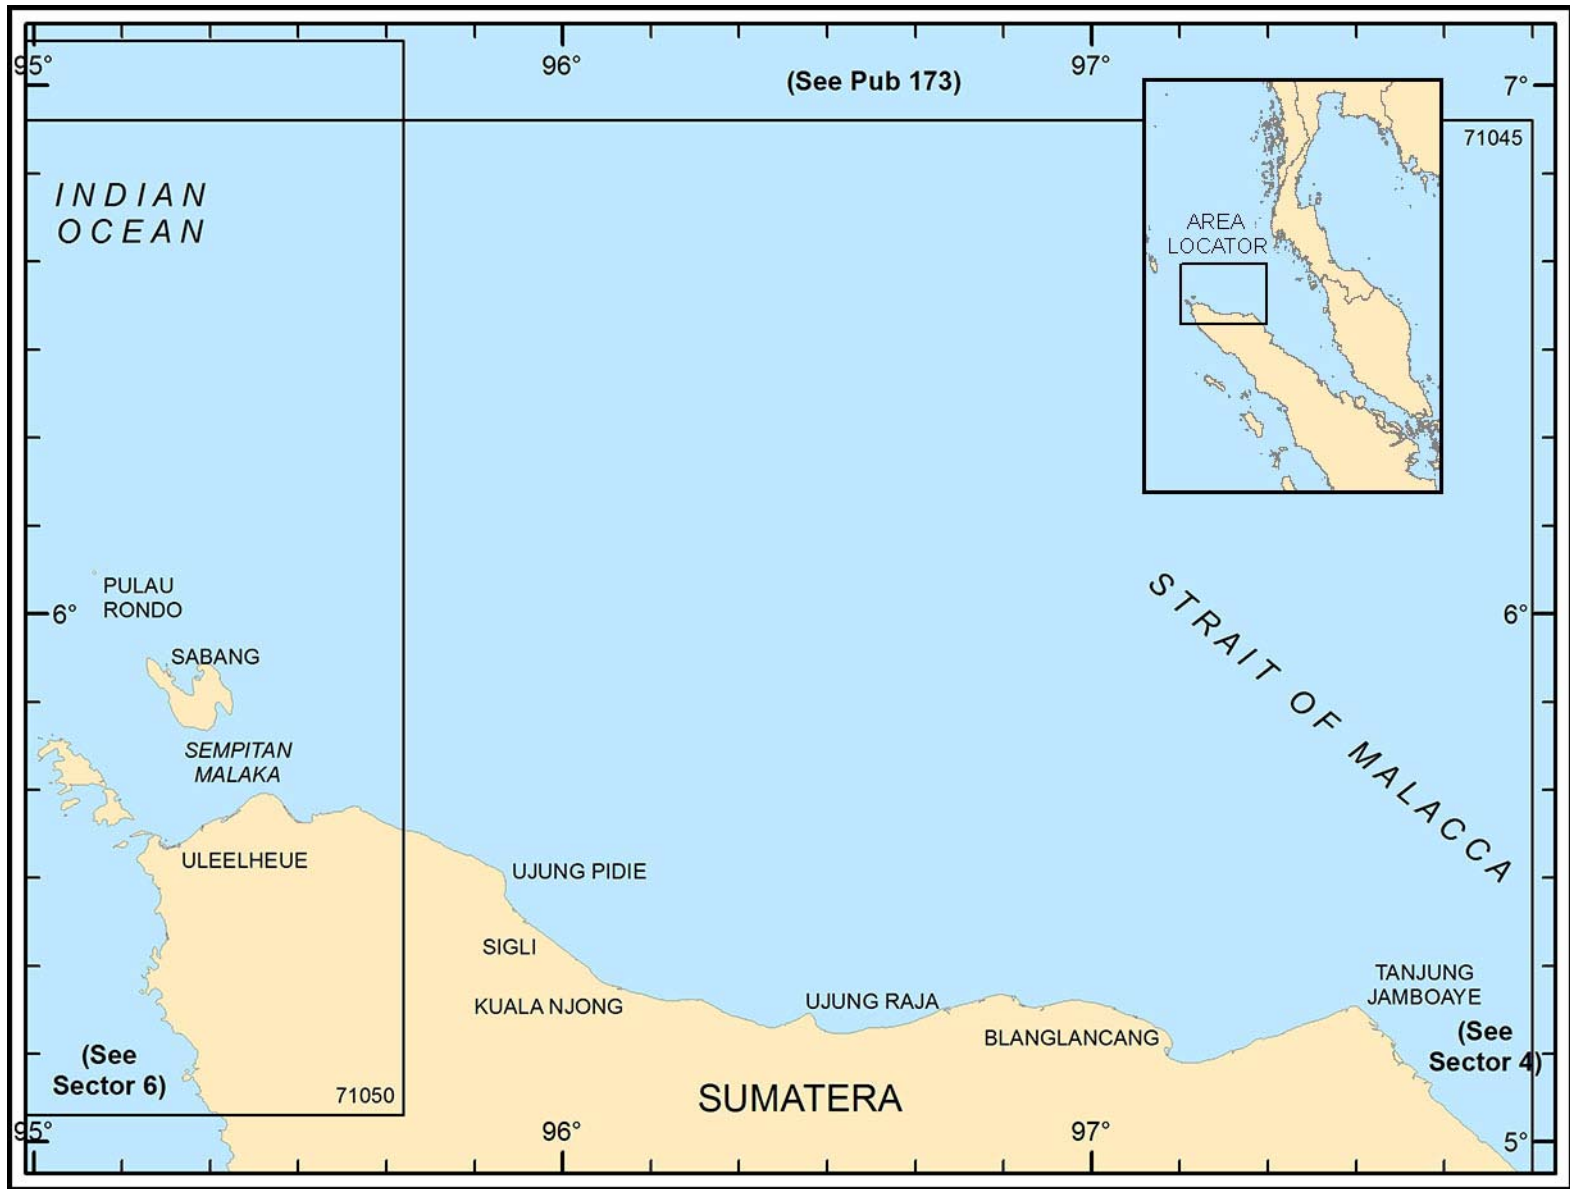 95°
96°
97°
(See Pub 173)
7°
71045
INDIAN
OCEAN
AREA
LOCATOR
PULAU
RONDO
6°
6°
SABANG
STRAIT OF MALACCA
SEMPITAN
MALAKA
ULEELHEUE
UJUNG PIDIE
SIGLI
KUALA NJONG
UJUNG RAJA
TANJUNG
JAMBOAYE
BLANGLANCANG
(See
Sector 4)
(See
Sector 6)
71050
SUMATERA
95°
96°
97°
5°